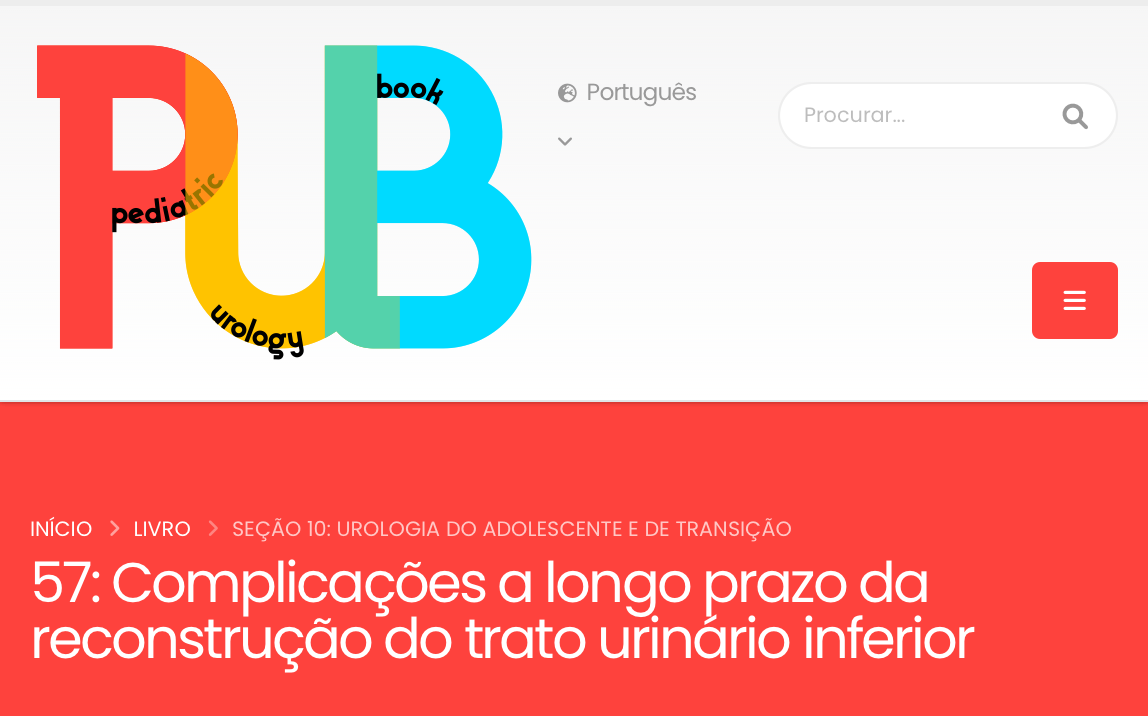 PUB
pediatric
urology
book
Português
Procurar...
INÍCIO > LIVRO > SEÇÃO 10: UROLOGIA DO ADOLESCENTE E DE TRANSIÇÃO
57: Complicações a longo prazo da
reconstrução do trato urinário inferior